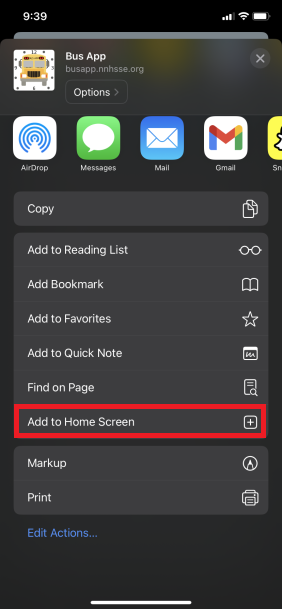 9:39
Bus App
busapp.nnhsse.org
Options
AirDrop
Messages
Mail
Gmail
Sn
Copy
Add to Reading List
Add Bookmark
Add to Favorites
Add to Quick Note
Find on Page
Add to Home Screen
Markup
Print
Edit Actions...